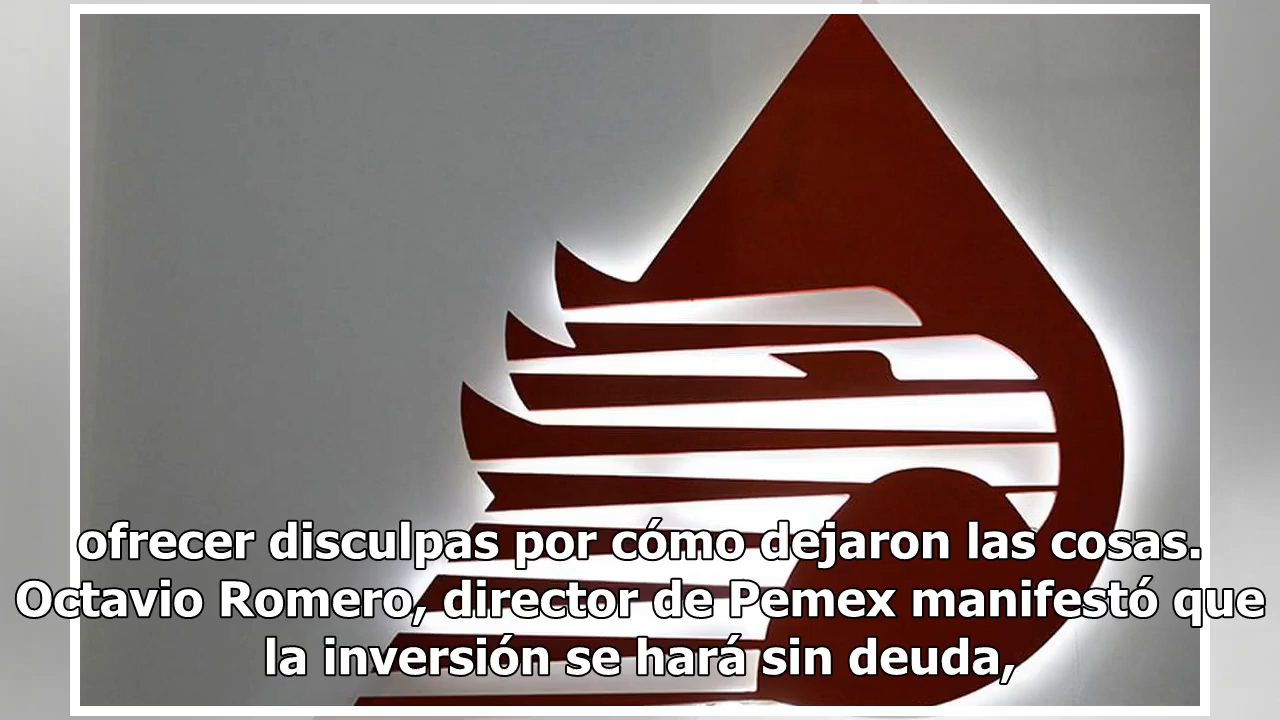 ofrecer disculpas por cómo dejaron las cosas.
Octavio Romero, director de Pemex manifestó que
la inversión se hará sin deuda,